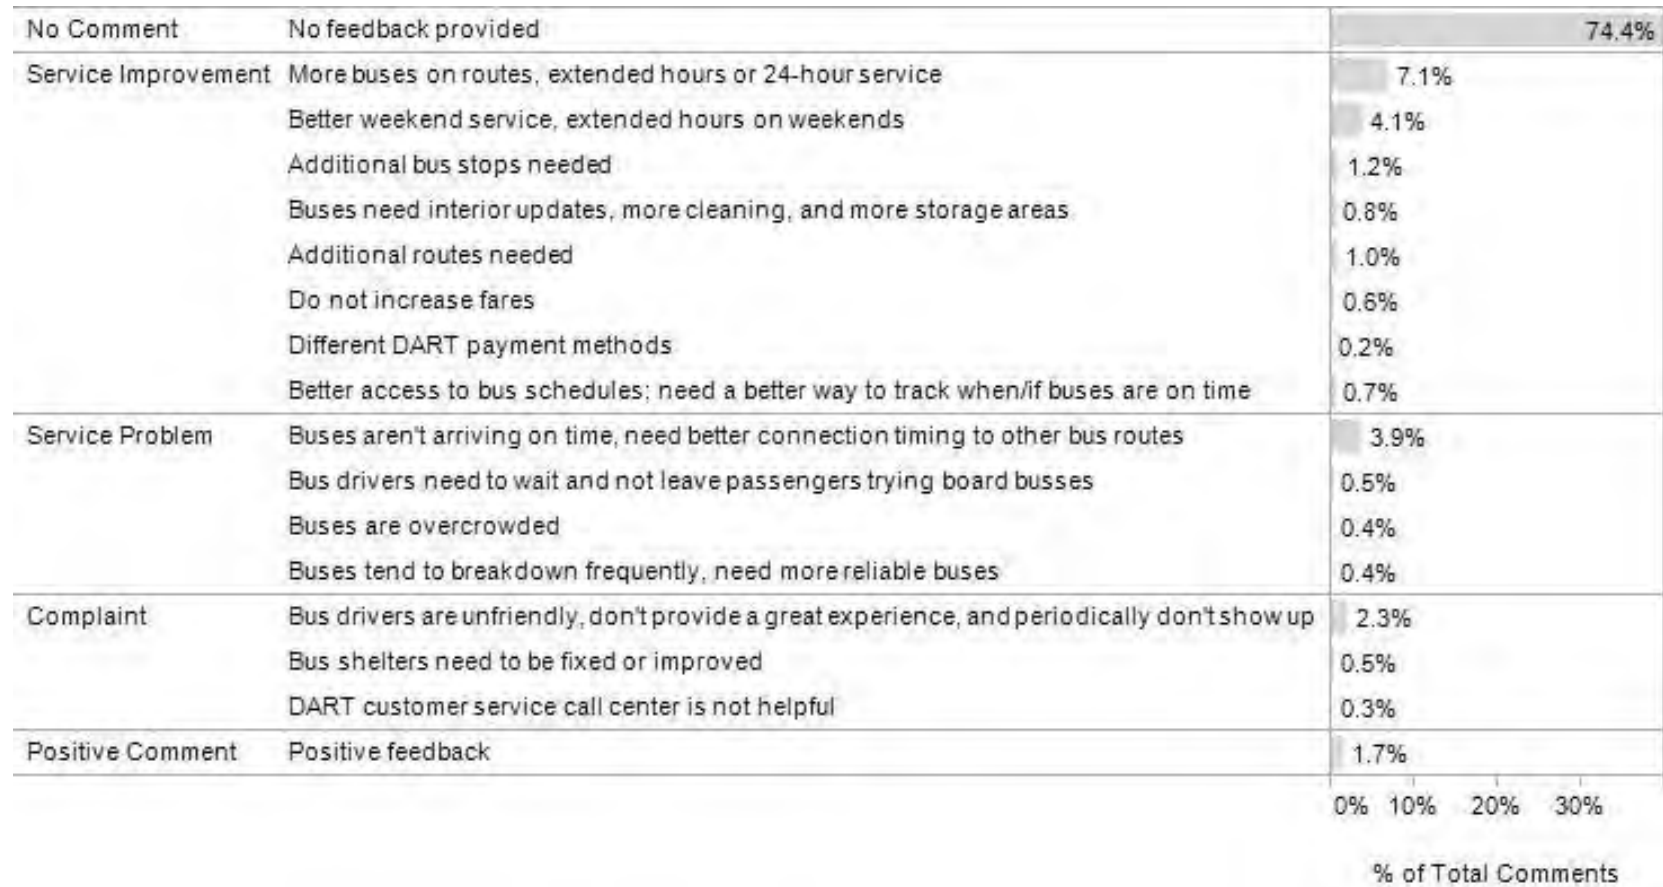 No Comment No feedback provided 74.4%
Service Improvement More buses on routes, extended hours or 24-hour service 7.1%
Better weekend service, extended hours on weekends 4.1%
Additional bus stops needed 1.2%
Buses need interior updates, more cleaning, and more storage areas 0.8%
Additional routes needed 1.0%
Do not increase fares 0.6%
Different DART payment methods 0.2%
Better access to bus schedules; need a better way to track when/if buses are on time 0.7%
Service Problem Buses aren't arriving on time, need better connection timing to other bus routes 3.9%
Bus drivers need to wait and not leave passengers trying board busses 0.5%
Buses are overcrowded 0.4%
Buses tend to breakdown frequently, need more reliable buses 0.4%
Complaint Bus drivers are unfriendly, don't provide a great experience, and periodically don't show up 2.3%
Bus shelters need to be fixed or improved 0.5%
DART customer service call center is not helpful 0.3%
Positive Comment Positive feedback 1.7%
0% 10% 20% 30%
% of Total Comments